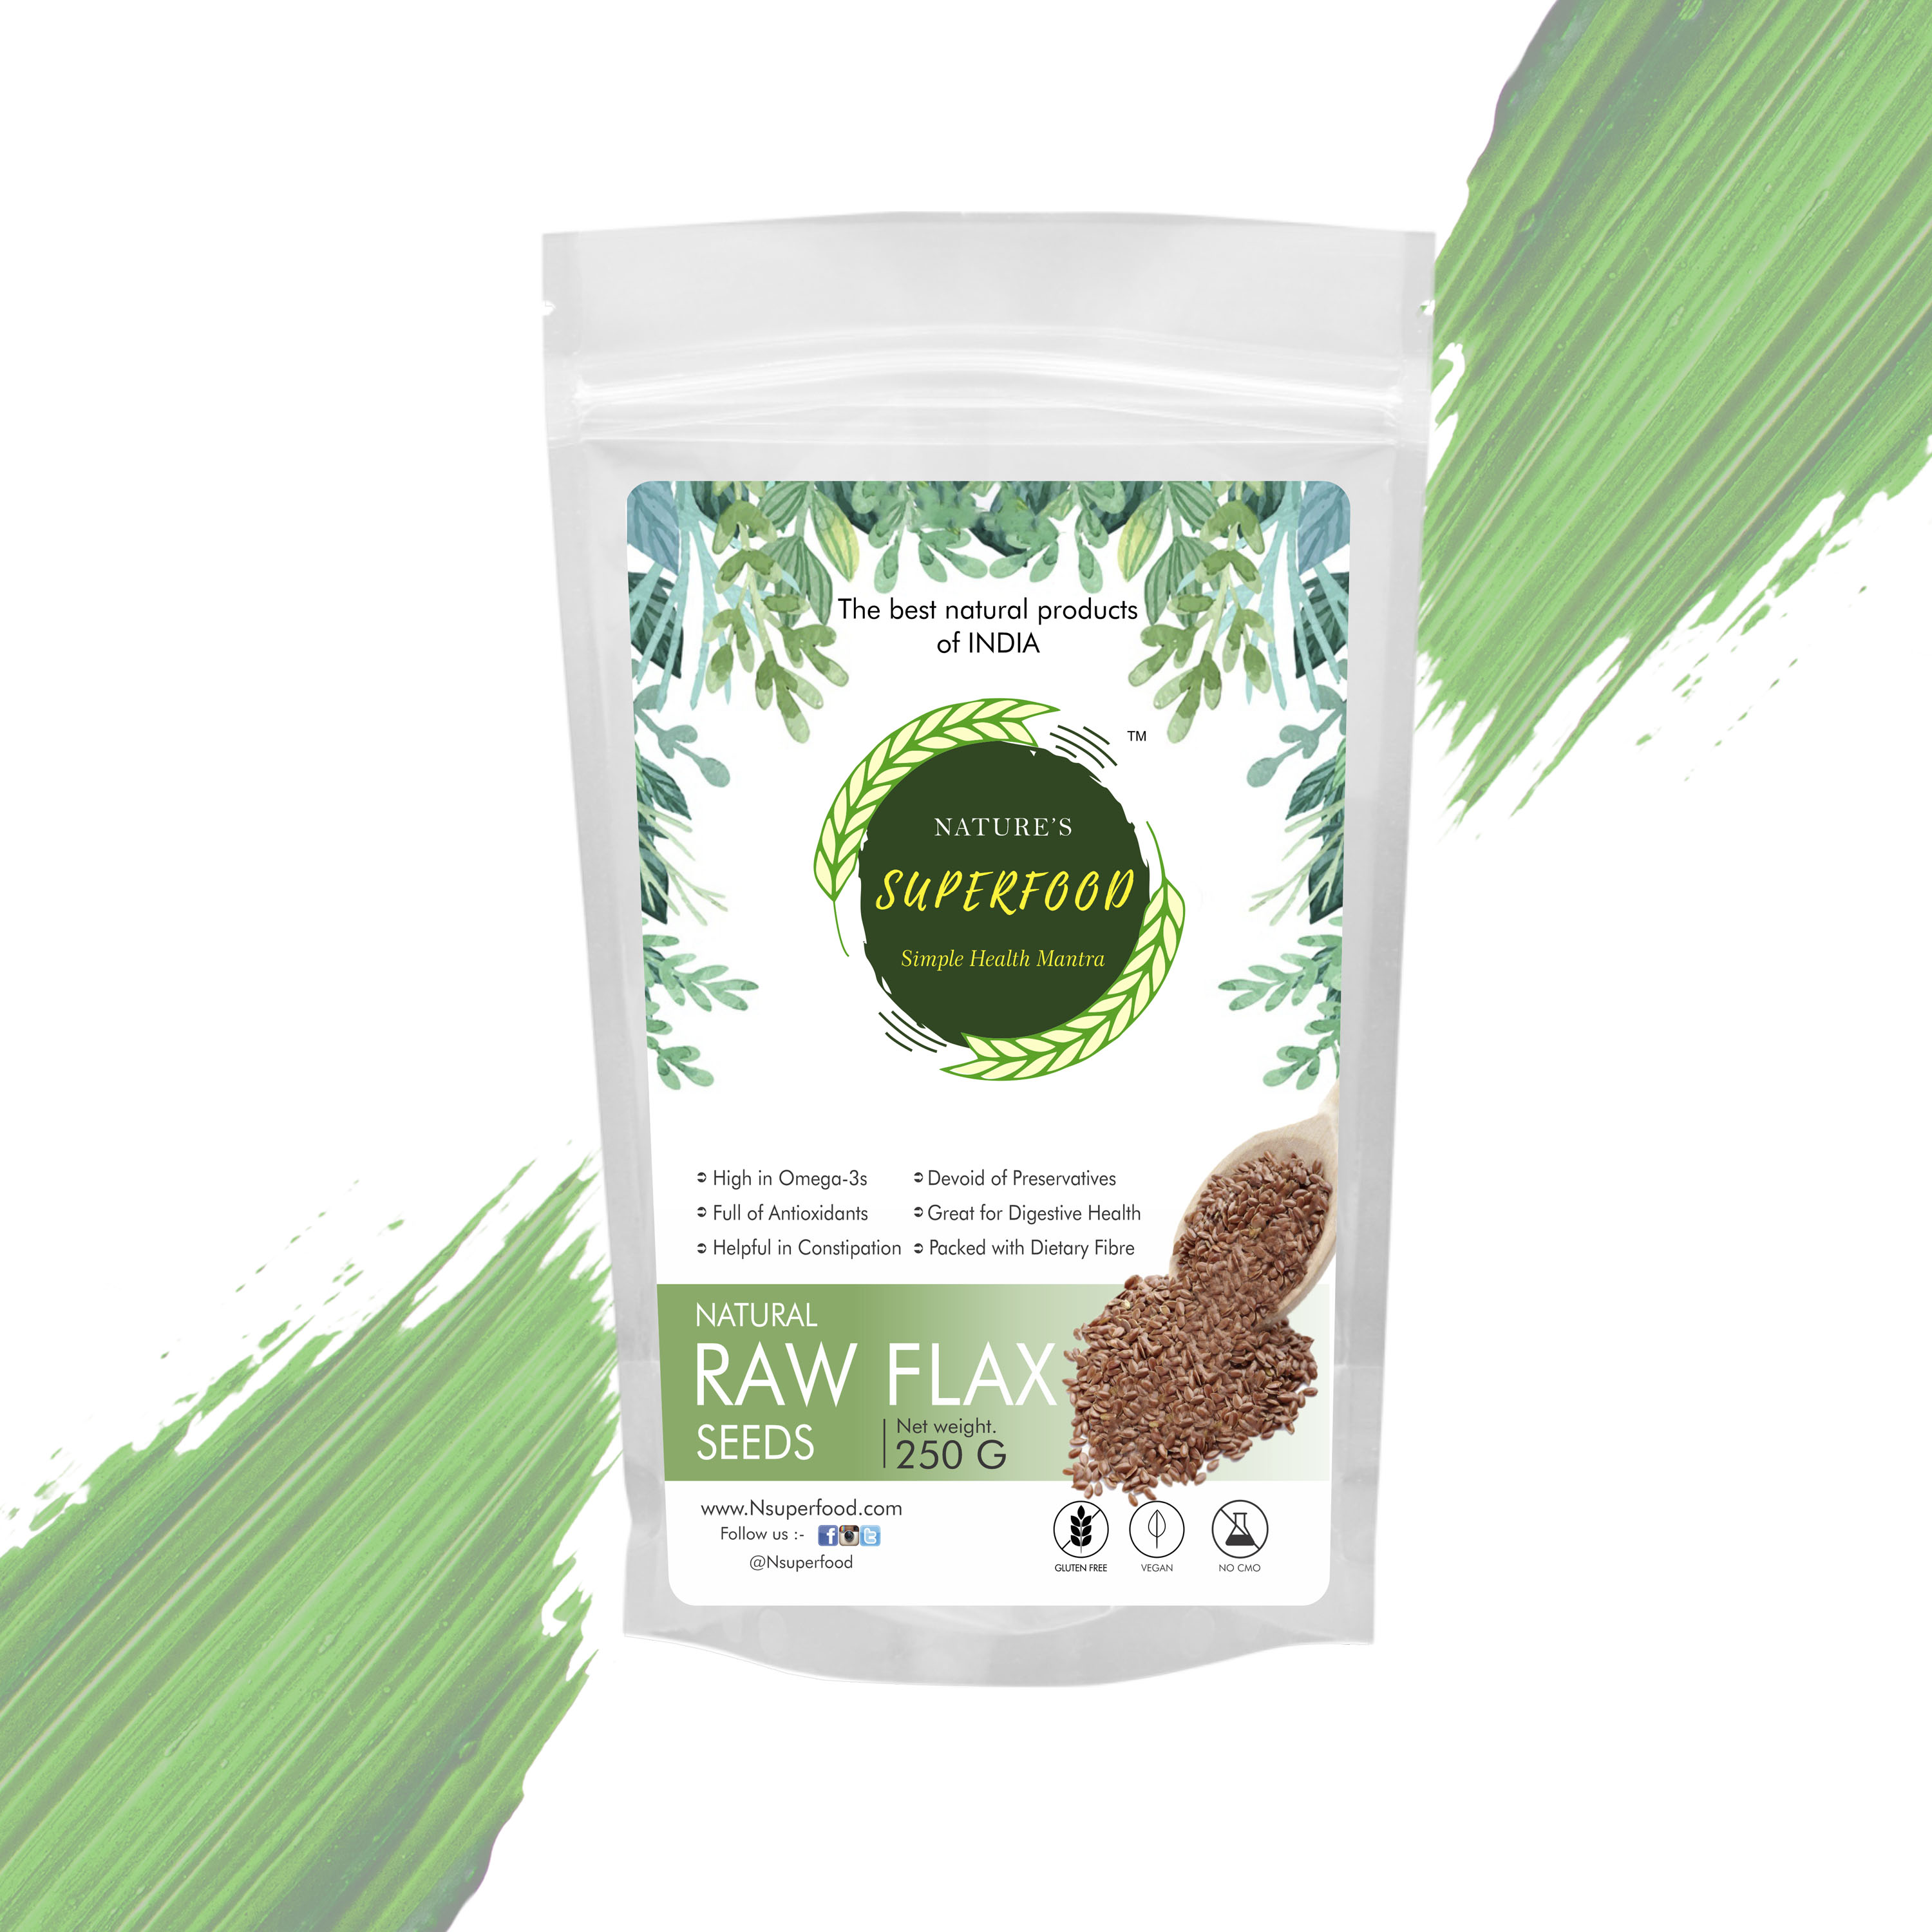 The best natural products
of INDIA
TM
NATURE'S
SUPERFOOD
Simple Health Mantra
High in Omega-3s
Full of Antioxidants
Helpful in Constipation
Devoid of Preservatives
Great for Digestive Health
Packed with Dietary Fibre
NATURAL
RAW FLAX
SEEDS
Net weight.
250 G
www.Nsuperfood.com
Follow us :-
@Nsuperfood
GLUTEN FREE
VEGAN
NO CMO